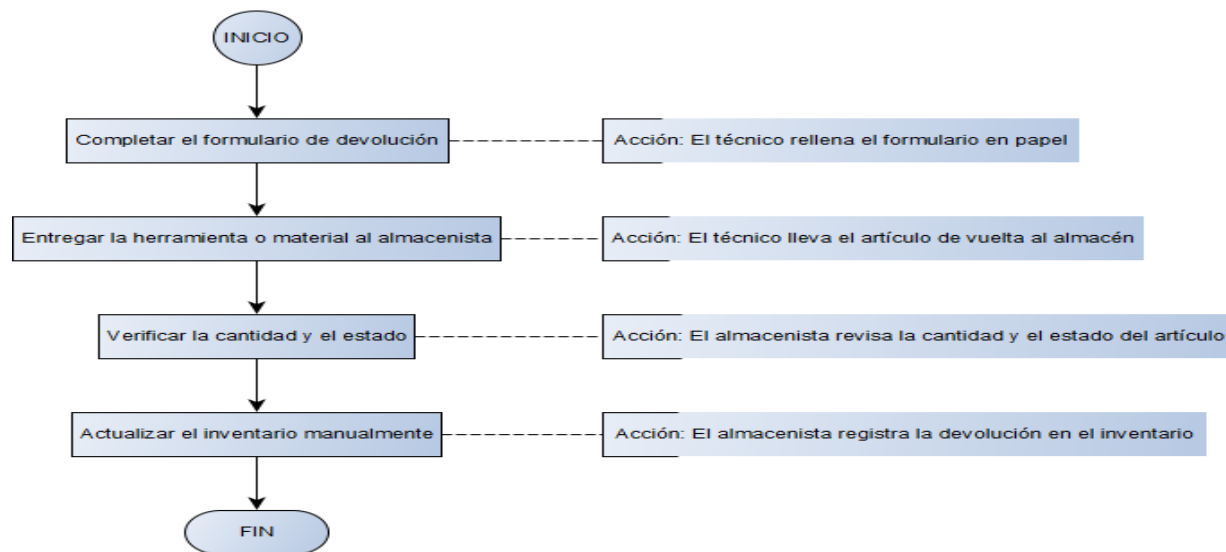 INICIO
Completar el formulario de devolución
Acción: El técnico rellena el formulario en papel
Entregar la herramienta o material al almacenista
Acción: El técnico lleva el artículo de vuelta al almacén
Verificar la cantidad y el estado
Acción: El almacenista revisa la cantidad y el estado del artículo
Actualizar el inventario manualmente
Acción: El almacenista registra la devolución en el inventario
FIN